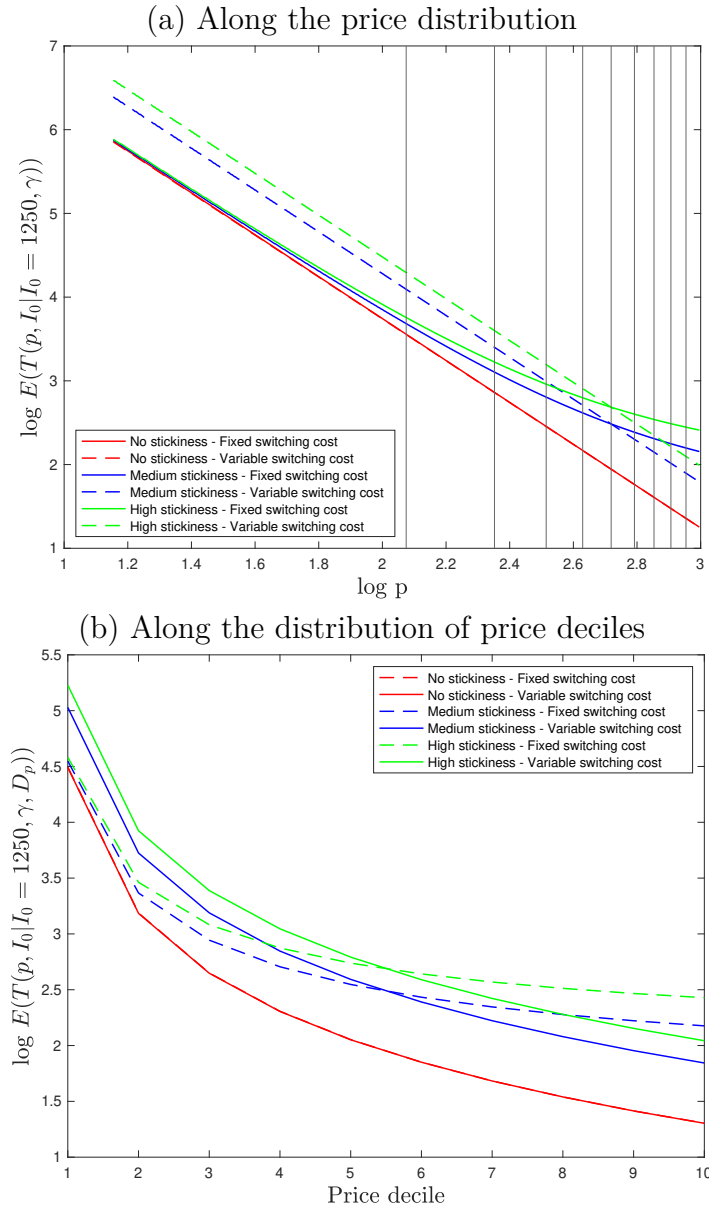 (a) Along the price distribution
log E(T(p, I₀|I₀ = 1250, γ))
7
6
5
4
3
2
1
No stickiness - Fixed switching cost
No stickiness - Variable switching cost
Medium stickiness - Fixed switching cost
Medium stickiness - Variable switching cost
High stickiness - Fixed switching cost
High stickiness - Variable switching cost
1 1.2 1.4 1.6 1.8 2 2.2 2.4 2.6 2.8 3
log p
(b) Along the distribution of price deciles
log E(T(p, I₀|I₀ = 1250, γ, Dₚ))
5.5
5
4.5
4
3.5
3
2.5
2
1.5
1
No stickiness - Fixed switching cost
No stickiness - Variable switching cost
Medium stickiness - Fixed switching cost
Medium stickiness - Variable switching cost
High stickiness - Fixed switching cost
High stickiness - Variable switching cost
1 2 3 4 5 6 7 8 9 10
Price decile